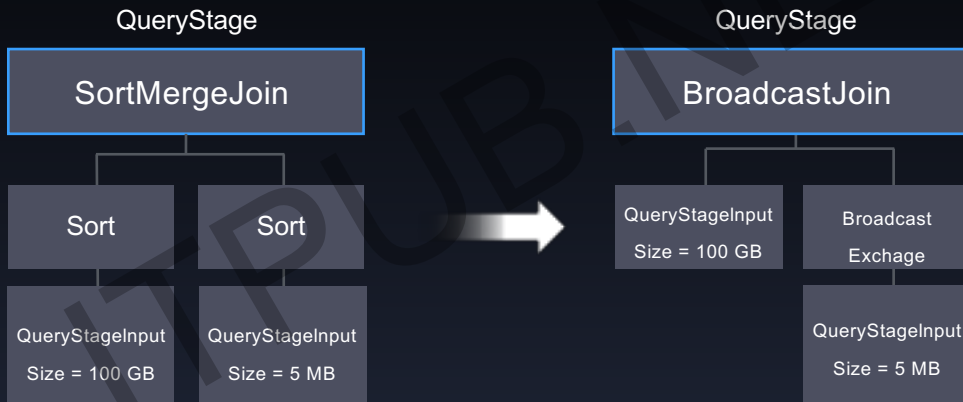 QueryStage
SortMergeJoin
Sort
Sort
QueryStageInput
Size = 100 GB
QueryStageInput
Size = 5 MB
QueryStage
BroadcastJoin
QueryStageInput
Size = 100 GB
Broadcast
Exchage
QueryStageInput
Size = 5 MB
ITPUB.N